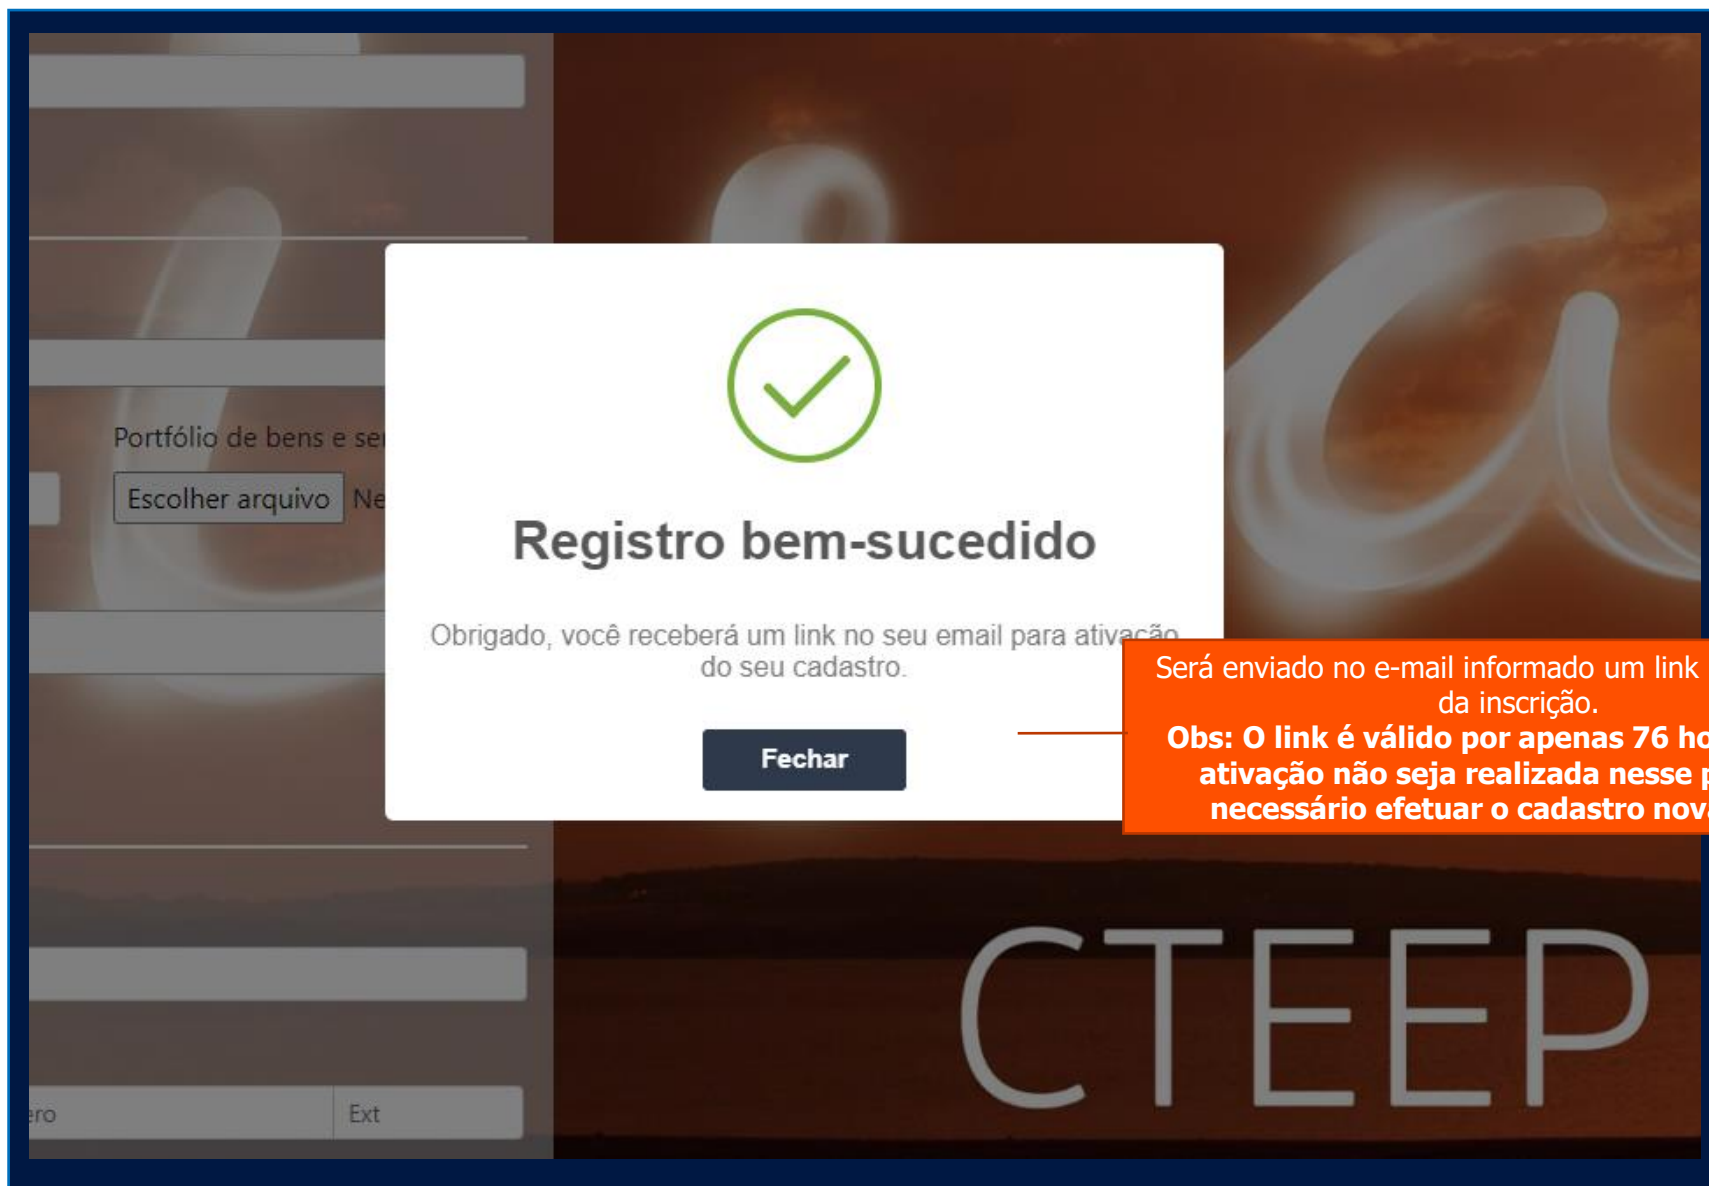 Portfólio de bens e
Escolher arquivo
Registro bem-sucedido
Obrigado, você receberá um link no seu email para ativação
do seu cadastro.
Fechar
Será enviado no e-mail informado um link
da inscrição.
Obs: O link é válido por apenas 76
ativação não seja realizada nesse
necessário efetuar o cadastro
CTEEP
Ext